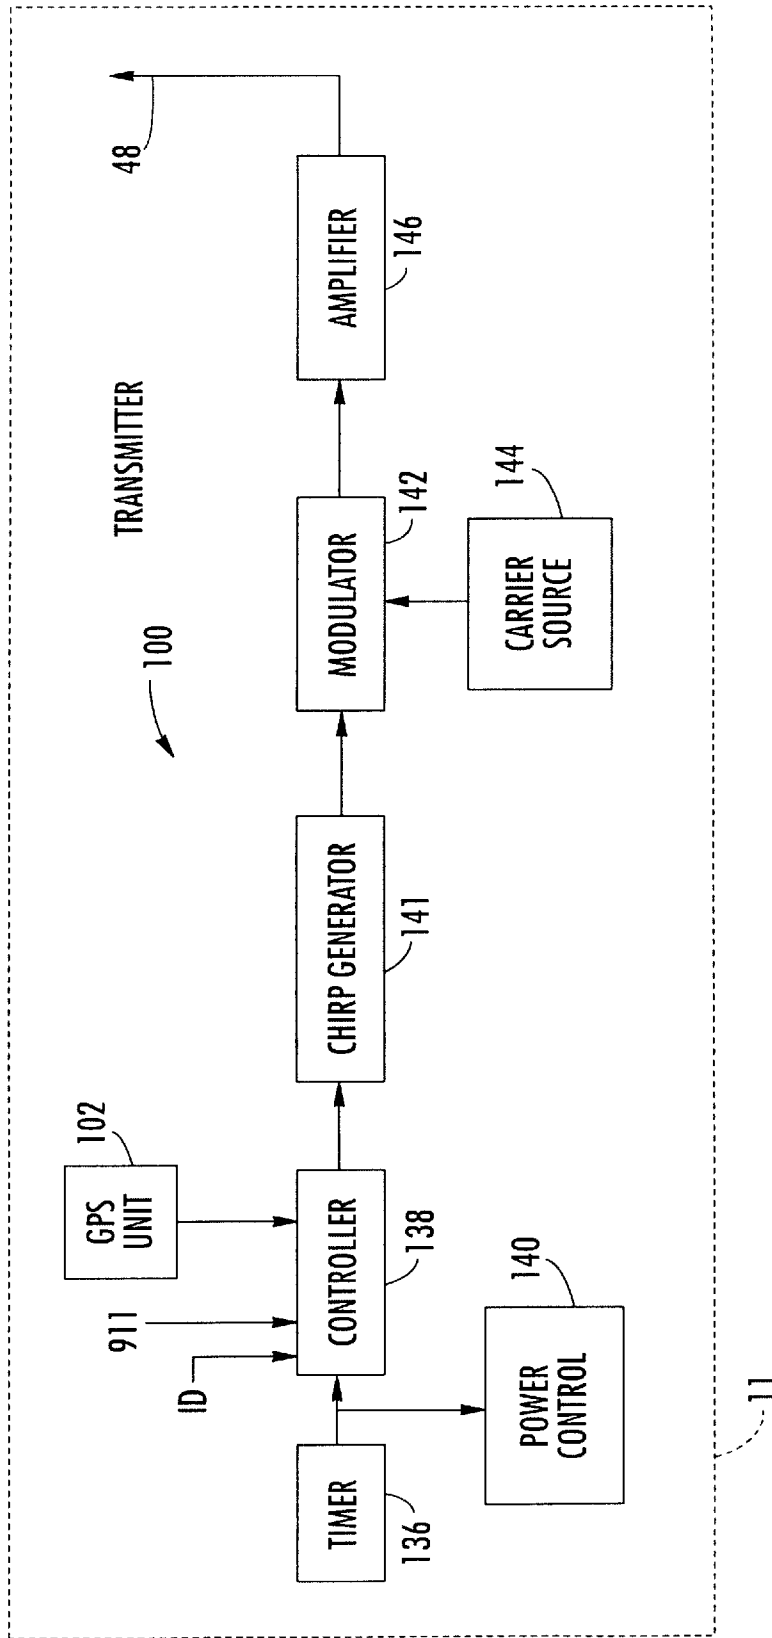 48
TRANSMITTER
100
GPS
UNIT
102
911
ID
TIMER
136
CONTROLLER
138
CHIRP GENERATOR
141
MODULATOR
142
AMPLIFIER
146
POWER
CONTROL
140
CARRIER
SOURCE
144
11